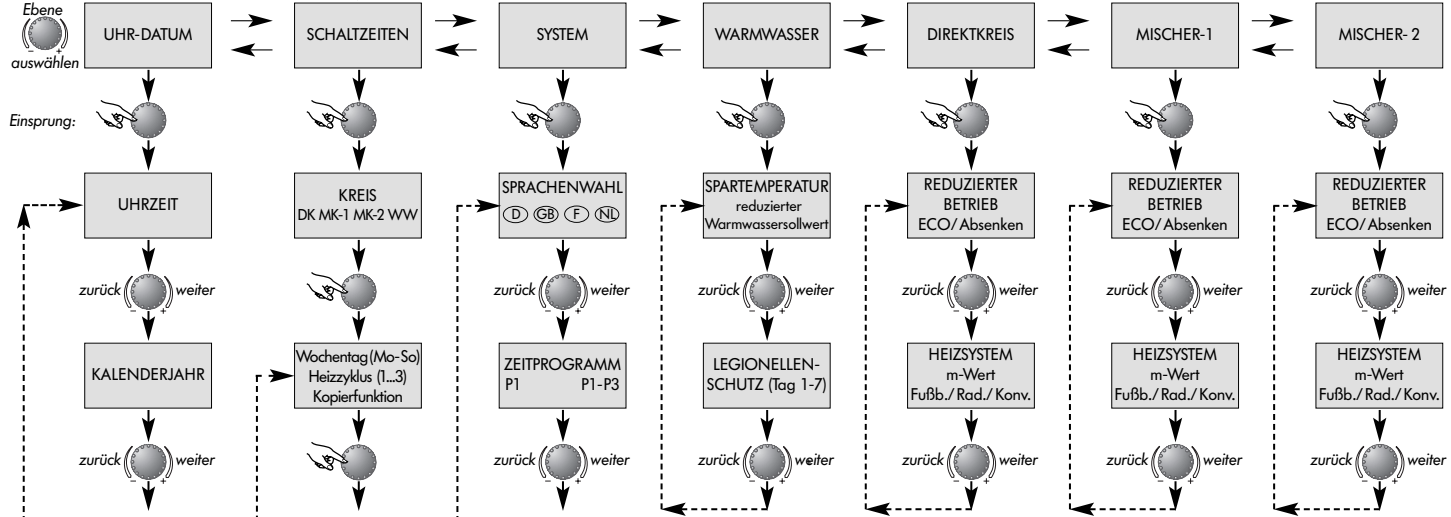 Ebene
- +
auswählen
UHR-DATUM
SCHALTZEITEN
SYSTEM
WARMWASSER
DIREKTKREIS
MISCHER-1
MISCHER- 2
Einsprung:
UHRZEIT
KREIS
DK MK-1 MK-2 WW
SPRACHENWAHL
D GB F NL
SPARTEMPERATUR
reduzierter
Warmwassersollwert
REDUZIERTER
BETRIEB
ECO/Absenken
REDUZIERTER
BETRIEB
ECO/Absenken
REDUZIERTER
BETRIEB
ECO/Absenken
zurück - + weiter
zurück - + weiter
zurück - + weiter
zurück - + weiter
zurück - + weiter
zurück - + weiter
KALENDERJAHR
Wochentag (Mo-So)
Heizzyklus (1...3)
Kopierfunktion
ZEITPROGRAMM
P1 P1-P3
LEGIONELLEN-
SCHUTZ (Tag 1-7)
HEIZSYSTEM
m-Wert
Fußb./Rad./Konv.
HEIZSYSTEM
m-Wert
Fußb./Rad./Konv.
HEIZSYSTEM
m-Wert
Fußb./Rad./Konv.
zurück - + weiter
zurück - + weiter
zurück - + weiter
zurück - + weiter
zurück - + weiter
zurück - + weiter